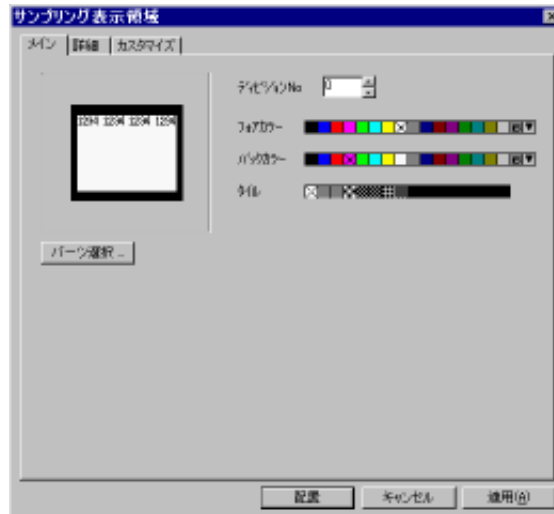 サンプリング表示領域
メイン 詳細 カスタマイズ
ディビジョンNo 0
1234 1234 1234 1234
フォアカラー
バックカラー
タイル
パーツ選択...
配置 キャンセル 適用(A)